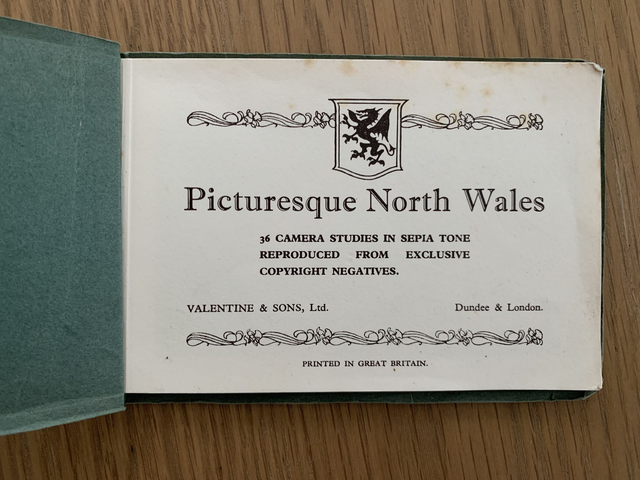 Picturesque North Wales
36 CAMERA STUDIES IN SEPIA TONE
REPRODUCED FROM EXCLUSIVE
COPYRIGHT NEGATIVES.
VALENTINE & SONS, Ltd. Dundee & London.
PRINTED IN GREAT BRITAIN.